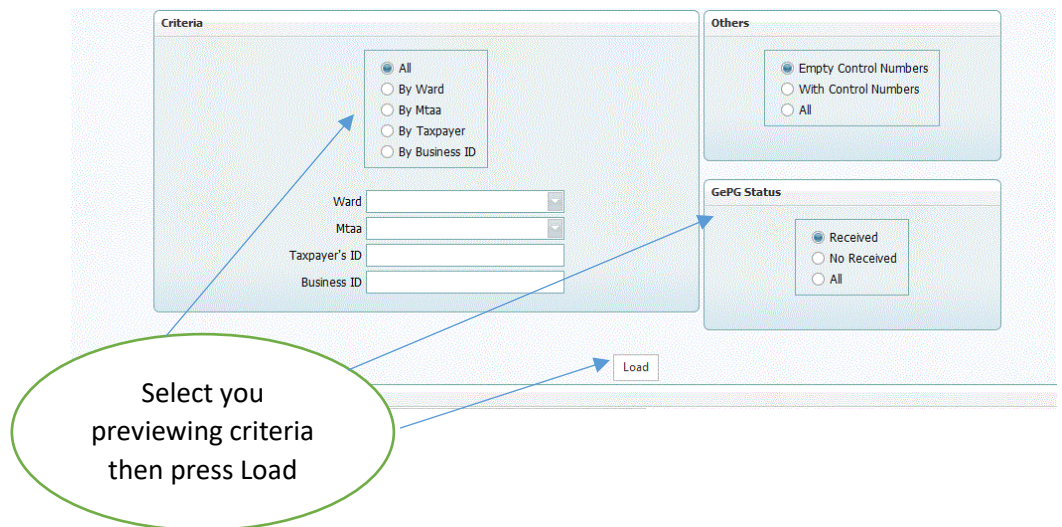 Criteria
All
By Ward
By Mtaa
By Taxpayer
By Business ID
Ward
Mtaa
Taxpayer's ID
Business ID
Others
Empty Control Numbers
With Control Numbers
All
GePG Status
Received
No Received
All
Load
Select you
previewing criteria
then press Load